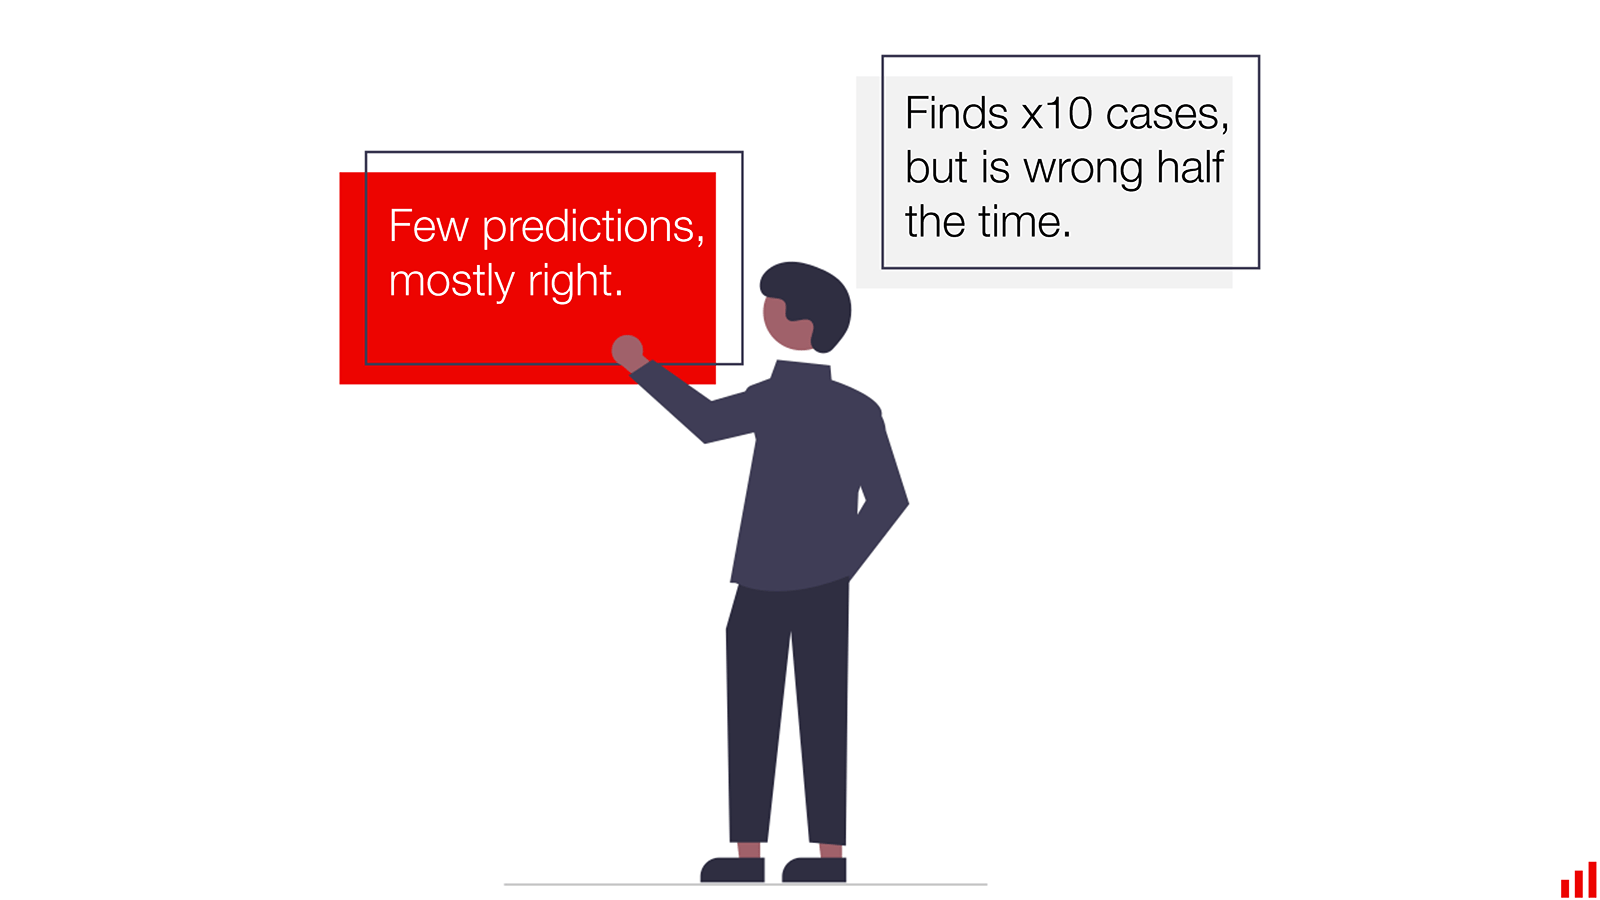 Few predictions,
mostly right.
Finds x10 cases,
but is wrong half
the time.